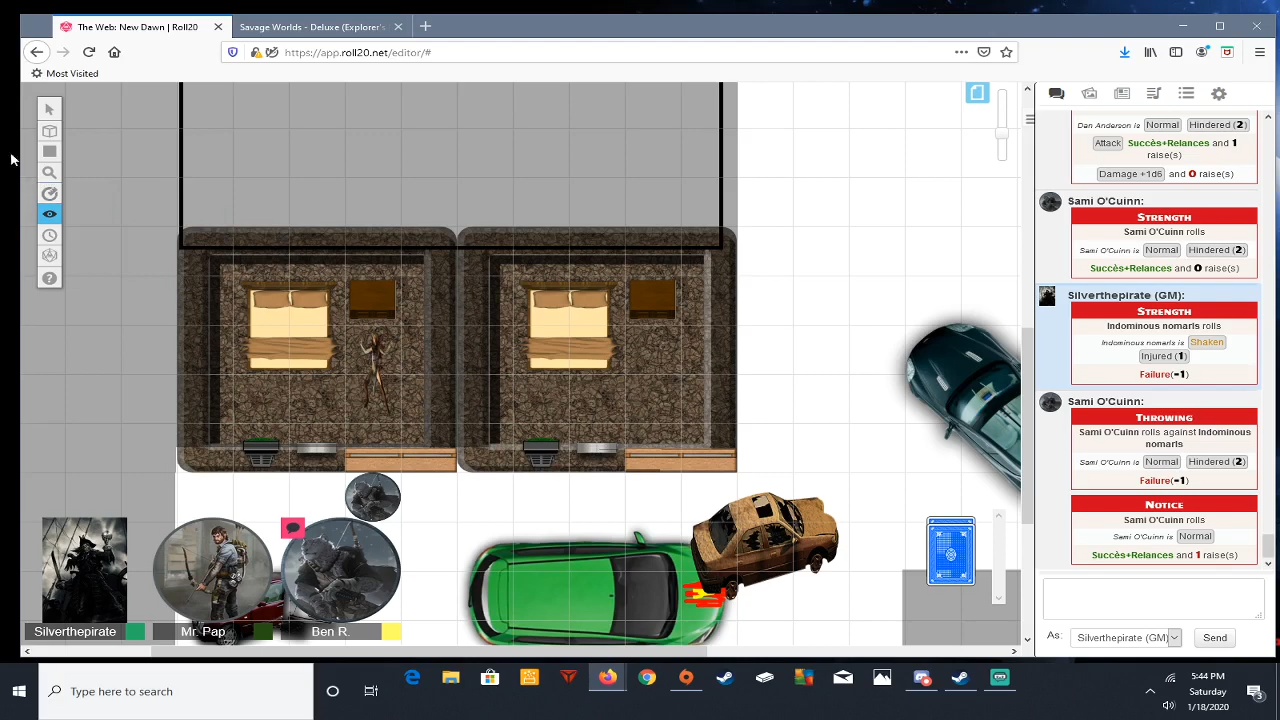 The Web: New Dawn | Roll20
Savage Worlds - Deluxe (Explorer's
https://app.roll20.net/editor/#
Most Visited
Dan Anderson is Normal Hindered (2)
Attack Succès+Relances and 1
raise(s)
Damage +1d6 and 0 raise(s)
Sami O'Cuinn:
STRENGTH
Sami O'Cuinn rolls
Sami O'Cuinn is Normal Hindered (2)
Succès+Relances and 0 raise(s)
Silverthepirate (GM):
STRENGTH
Indominous nomaris rolls
Indominous nomaris is Shaken
Injured (1)
Failure(-1)
Sami O'Cuinn:
THROWING
Sami O'Cuinn rolls against Indominous
nomaris
Sami O'Cuinn is Normal Hindered (2)
Failure(-1)
NOTICE
Sami O'Cuinn rolls
Sami O'Cuinn is Normal
Succès+Relances and 1 raise(s)
Silverthepirate
Mr. Pap
Ben R.
As: Silverthepirate (GM)
Send
Type here to search
5:44 PM
Saturday
1/18/2020
3